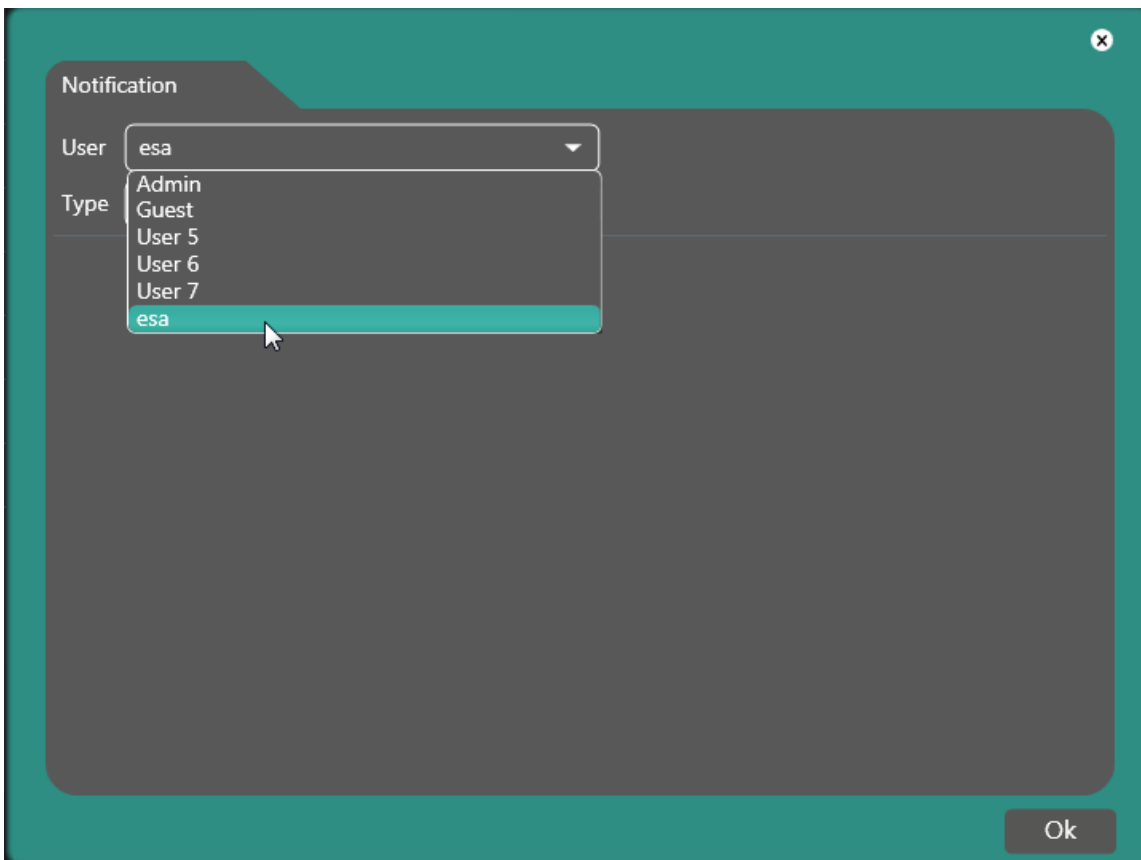 Notification
User esa
Admin
Type Guest
User 5
User 6
User 7
esa
Ok